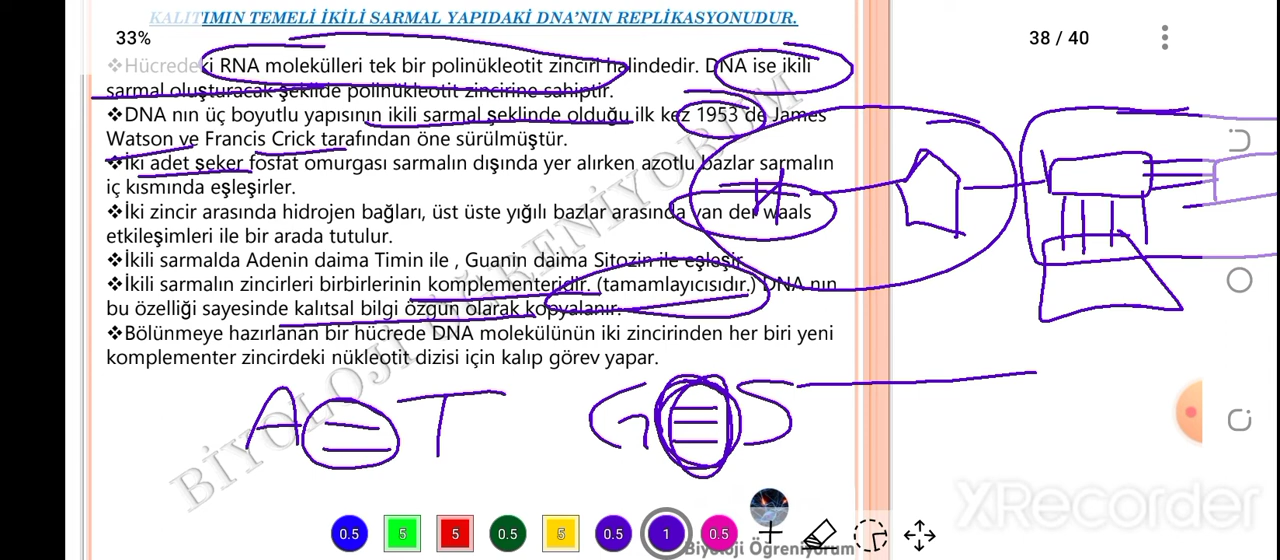 KALITIMIN TEMELİ İKİLİ SARMAL YAPIDAKİ DNA'NIN REPLİKASYONUDUR.
33%
38 / 40
❖Hücredeki RNA molekülleri tek bir polinükleotit zinciri halindedir. DNA ise ikili
sarmal oluşturacak şekilde polinükleotit zincirine sahiptir.
❖DNA nın üç boyutlu yapısının ikili sarmal şeklinde olduğu ilk kez 1953'de James
Watson ve Francis Crick tarafından öne sürülmüştür.
❖İki adet şeker fosfat omurgası sarmalın dışında yer alırken azotlu bazlar sarmalın
iç kısmında eşleşirler.
❖İki zincir arasında hidrojen bağları, üst üste yığılı bazlar arasında van der waals
etkileşimleri ile bir arada tutulur.
❖İkili sarmalda Adenin daima Timin ile , Guanin daima Sitozin ile eşleşir
❖İkili sarmalın zincirleri birbirlerinin komplementeridir. (tamamlayıcısıdır.) DNA nın
bu özelliği sayesinde kalıtsal bilgi özgün olarak kopyalanır.
❖Bölünmeye hazırlanan bir hücrede DNA molekülünün iki zincirinden her biri yeni
komplementer zincirdeki nükleotit dizisi için kalıp görev yapar.
A = T G ≡ S
BİYOLOJİ ÖĞRENİYORUM
XRecorder
0.5 5 5 0.5 5 0.5 1 0.5
Biyoloji Öğreniyorum